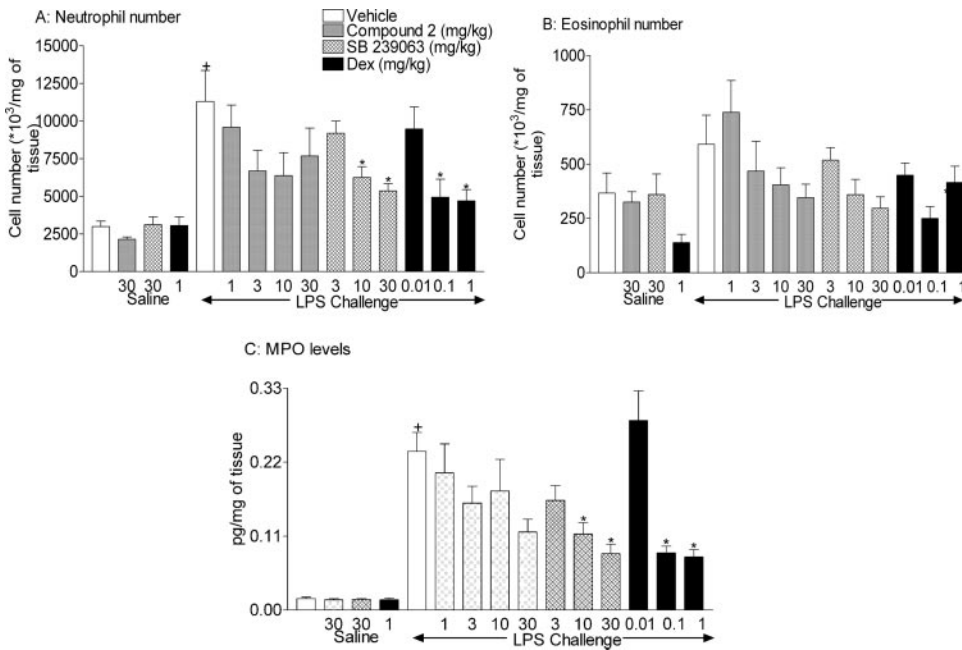 A: Neutrophil number
Vehicle
Compound 2 (mg/kg)
SB 239063 (mg/kg)
Dex (mg/kg)
Cell number (*10^3/mg of
tissue)
15000
12500
10000
7500
5000
2500
0
+
* * * *
30 30 1 1 3 10 30 3 10 30 0.01 0.1 1
Saline LPS Challenge
B: Eosinophil number
Cell number (*10^3/mg of
tissue)
1000
750
500
250
0
*
30 30 1 1 3 10 30 3 10 30 0.01 0.1 1
Saline LPS Challenge
C: MPO levels
pg/mg of tissue
0.33
0.22
0.11
0.00
+
* * * *
30 30 1 1 3 10 30 3 10 30 0.01 0.1 1
Saline LPS Challenge